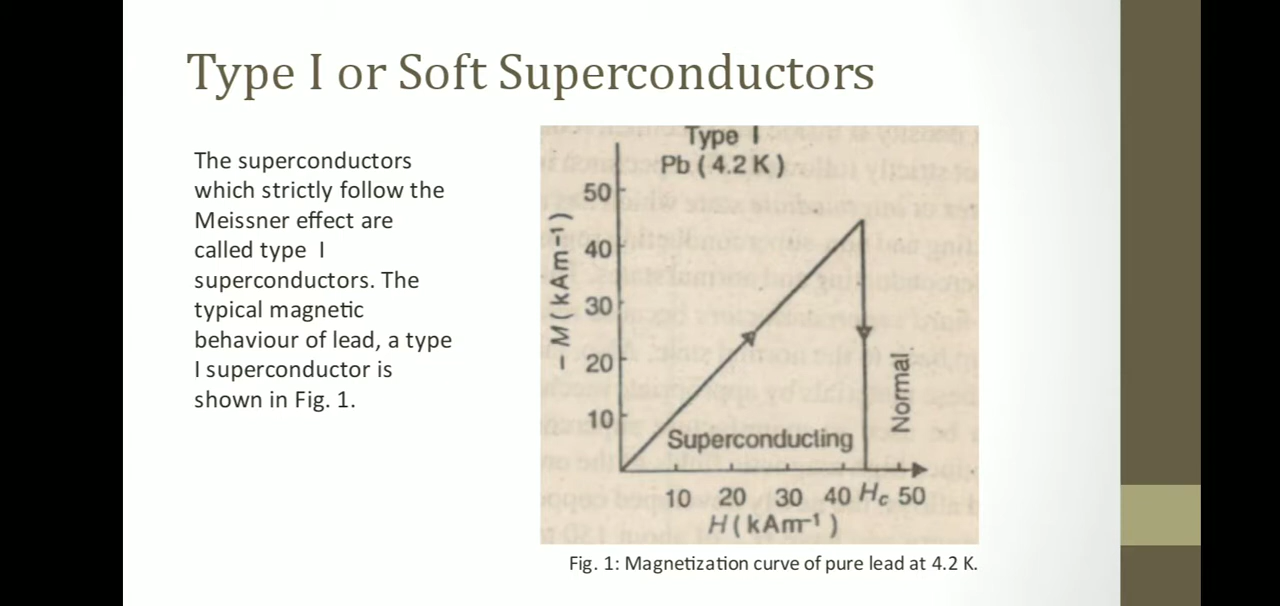 Type I or Soft Superconductors
The superconductors
which strictly follow the
Meissner effect are
called type I
superconductors. The
typical magnetic
behaviour of lead, a type
I superconductor is
shown in Fig. 1.
Type I
Pb ( 4.2 K )
50
40
30
20
10
– M ( kAm⁻¹ )
Superconducting
Normal
10 20 30 40 Hc 50
H ( kAm⁻¹ )
Fig. 1: Magnetization curve of pure lead at 4.2 K.